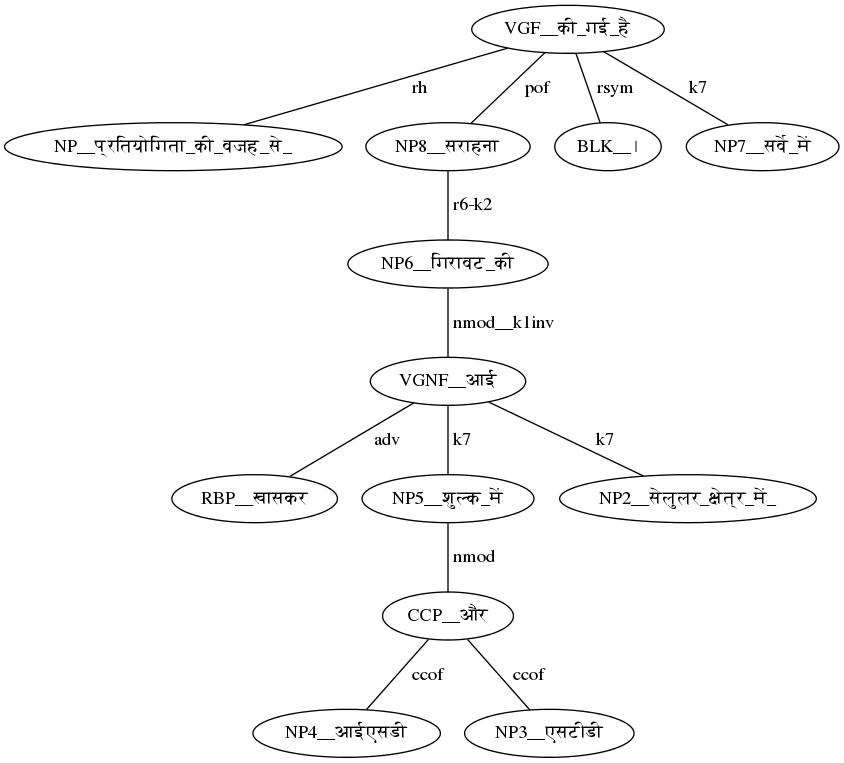 VGF__की_गई_है
rh
pof
rsym
k7
NP__प्रतियोगिता_की_वजह_से_
NP8__सराहना
BLK__।
NP7__सर्वे_में
r6-k2
NP6__गिरावट_की
nmod__k1inv
VGNF__आई
adv
k7
k7
RBP__खासकर
NP5__शुल्क_में
NP2__सेलुलर_क्षेत्र_में_
nmod
CCP__और
ccof
ccof
NP4__आईएसडी
NP3__एसटीडी